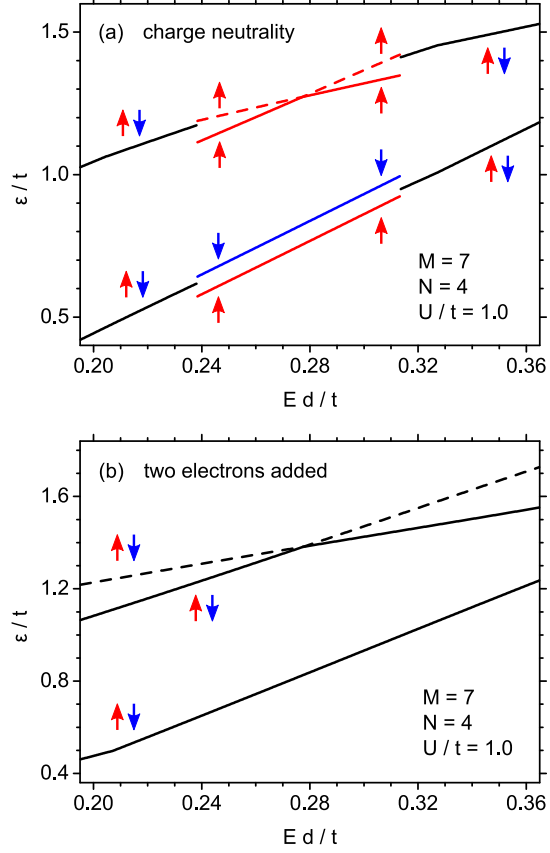 (a) charge neutrality
1.5
1.0
0.5
ε / t
M = 7
N = 4
U / t = 1.0
0.20 0.24 0.28 0.32 0.36
E d / t
(b) two electrons added
1.6
1.2
0.8
0.4
ε / t
M = 7
N = 4
U / t = 1.0
0.20 0.24 0.28 0.32 0.36
E d / t